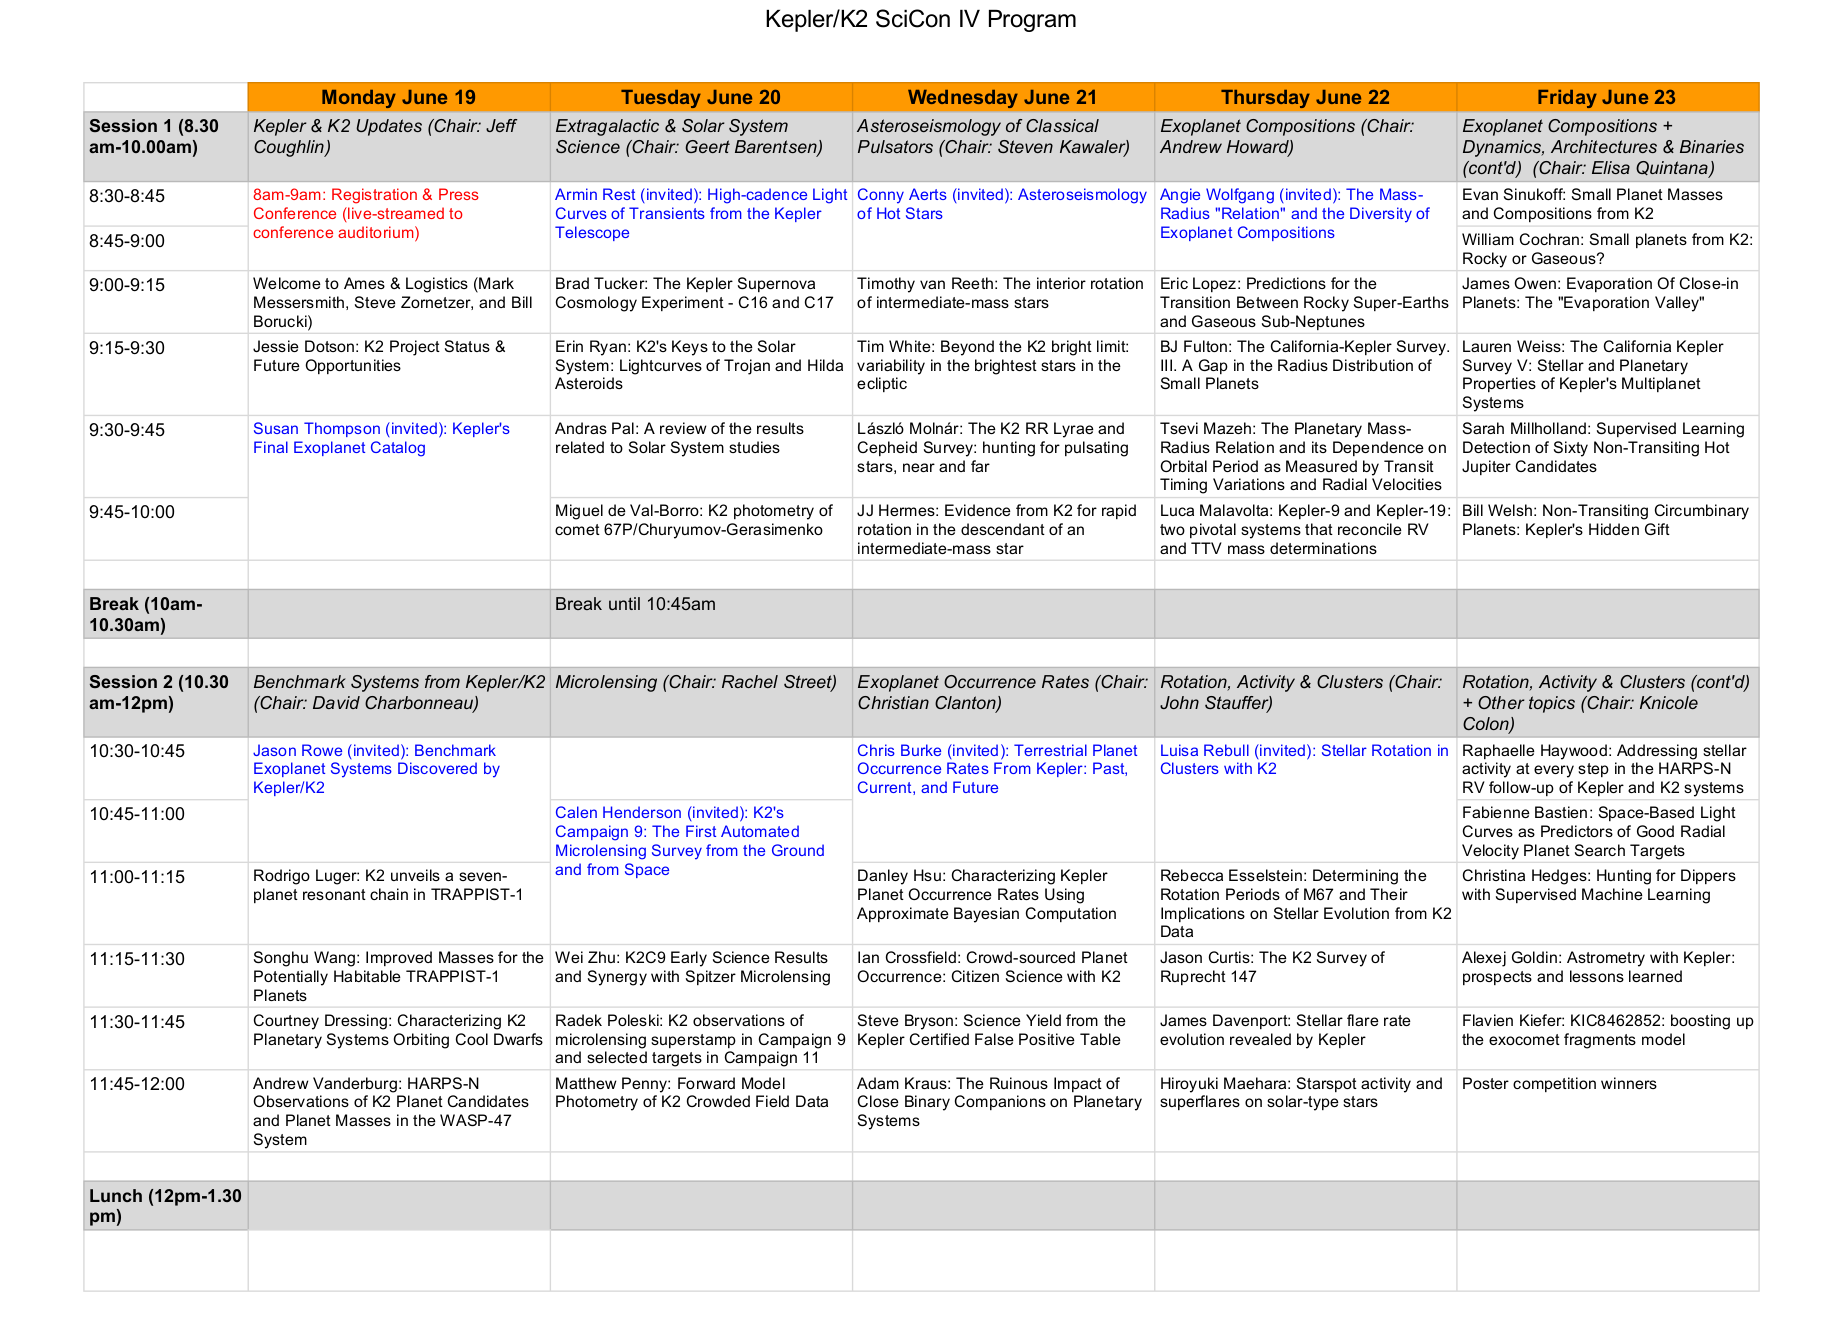 Kepler/K2 SciCon IV Program
Monday June 19
Tuesday June 20
Wednesday June 21
Thursday June 22
Friday June 23
Session 1 (8.30
am-10.00am)
Kepler & K2 Updates (Chair: Jeff
Coughlin)
Extragalactic & Solar System
Science (Chair: Geert Barentsen)
Asteroseismology of Classical
Pulsators (Chair: Steven Kawaler)
Exoplanet Compositions (Chair:
Andrew Howard)
Exoplanet Compositions +
Dynamics, Architectures & Binaries
(cont'd)  (Chair: Elisa Quintana)
8:30-8:45
8am-9am: Registration & Press
Conference (live-streamed to
conference auditorium)
Armin Rest (invited): High-cadence Light
Curves of Transients from the Kepler
Telescope
Conny Aerts (invited): Asteroseismology
of Hot Stars
Angie Wolfgang (invited): The Mass-
Radius "Relation" and the Diversity of
Exoplanet Compositions
Evan Sinukoff: Small Planet Masses
and Compositions from K2
8:45-9:00
William Cochran: Small planets from K2:
Rocky or Gaseous?
9:00-9:15
Welcome to Ames & Logistics (Mark
Messersmith, Steve Zornetzer, and Bill
Borucki)
Brad Tucker: The Kepler Supernova
Cosmology Experiment - C16 and C17
Timothy van Reeth: The interior rotation
of intermediate-mass stars
Eric Lopez: Predictions for the
Transition Between Rocky Super-Earths
and Gaseous Sub-Neptunes
James Owen: Evaporation Of Close-in
Planets: The "Evaporation Valley"
9:15-9:30
Jessie Dotson: K2 Project Status &
Future Opportunities
Erin Ryan: K2's Keys to the Solar
System: Lightcurves of Trojan and Hilda
Asteroids
Tim White: Beyond the K2 bright limit:
variability in the brightest stars in the
ecliptic
BJ Fulton: The California-Kepler Survey.
III. A Gap in the Radius Distribution of
Small Planets
Lauren Weiss: The California Kepler
Survey V: Stellar and Planetary
Properties of Kepler's Multiplanet
Systems
9:30-9:45
Susan Thompson (invited): Kepler's
Final Exoplanet Catalog
Andras Pal: A review of the results
related to Solar System studies
László Molnár: The K2 RR Lyrae and
Cepheid Survey: hunting for pulsating
stars, near and far
Tsevi Mazeh: The Planetary Mass-
Radius Relation and its Dependence on
Orbital Period as Measured by Transit
Timing Variations and Radial Velocities
Sarah Millholland: Supervised Learning
Detection of Sixty Non-Transiting Hot
Jupiter Candidates
9:45-10:00
Miguel de Val-Borro: K2 photometry of
comet 67P/Churyumov-Gerasimenko
JJ Hermes: Evidence from K2 for rapid
rotation in the descendant of an
intermediate-mass star
Luca Malavolta: Kepler-9 and Kepler-19:
two pivotal systems that reconcile RV
and TTV mass determinations
Bill Welsh: Non-Transiting Circumbinary
Planets: Kepler's Hidden Gift
Break (10am-
10.30am)
Break until 10:45am
Session 2 (10.30
am-12pm)
Benchmark Systems from Kepler/K2
(Chair: David Charbonneau)
Microlensing (Chair: Rachel Street)
Exoplanet Occurrence Rates (Chair:
Christian Clanton)
Rotation, Activity & Clusters (Chair:
John Stauffer)
Rotation, Activity & Clusters (cont'd)
+ Other topics (Chair: Knicole
Colon)
10:30-10:45
Jason Rowe (invited): Benchmark
Exoplanet Systems Discovered by
Kepler/K2
Chris Burke (invited): Terrestrial Planet
Occurrence Rates From Kepler: Past,
Current, and Future
Luisa Rebull (invited): Stellar Rotation in
Clusters with K2
Raphaelle Haywood: Addressing stellar
activity at every step in the HARPS-N
RV follow-up of Kepler and K2 systems
10:45-11:00
Calen Henderson (invited): K2's
Campaign 9: The First Automated
Microlensing Survey from the Ground
and from Space
Fabienne Bastien: Space-Based Light
Curves as Predictors of Good Radial
Velocity Planet Search Targets
11:00-11:15
Rodrigo Luger: K2 unveils a seven-
planet resonant chain in TRAPPIST-1
Danley Hsu: Characterizing Kepler
Planet Occurrence Rates Using
Approximate Bayesian Computation
Rebecca Esselstein: Determining the
Rotation Periods of M67 and Their
Implications on Stellar Evolution from K2
Data
Christina Hedges: Hunting for Dippers
with Supervised Machine Learning
11:15-11:30
Songhu Wang: Improved Masses for the
Potentially Habitable TRAPPIST-1
Planets
Wei Zhu: K2C9 Early Science Results
and Synergy with Spitzer Microlensing
Ian Crossfield: Crowd-sourced Planet
Occurrence: Citizen Science with K2
Jason Curtis: The K2 Survey of
Ruprecht 147
Alexej Goldin: Astrometry with Kepler:
prospects and lessons learned
11:30-11:45
Courtney Dressing: Characterizing K2
Planetary Systems Orbiting Cool Dwarfs
Radek Poleski: K2 observations of
microlensing superstamp in Campaign 9
and selected targets in Campaign 11
Steve Bryson: Science Yield from the
Kepler Certified False Positive Table
James Davenport: Stellar flare rate
evolution revealed by Kepler
Flavien Kiefer: KIC8462852: boosting up
the exocomet fragments model
11:45-12:00
Andrew Vanderburg: HARPS-N
Observations of K2 Planet Candidates
and Planet Masses in the WASP-47
System
Matthew Penny: Forward Model
Photometry of K2 Crowded Field Data
Adam Kraus: The Ruinous Impact of
Close Binary Companions on Planetary
Systems
Hiroyuki Maehara: Starspot activity and
superflares on solar-type stars
Poster competition winners
Lunch (12pm-1.30
pm)